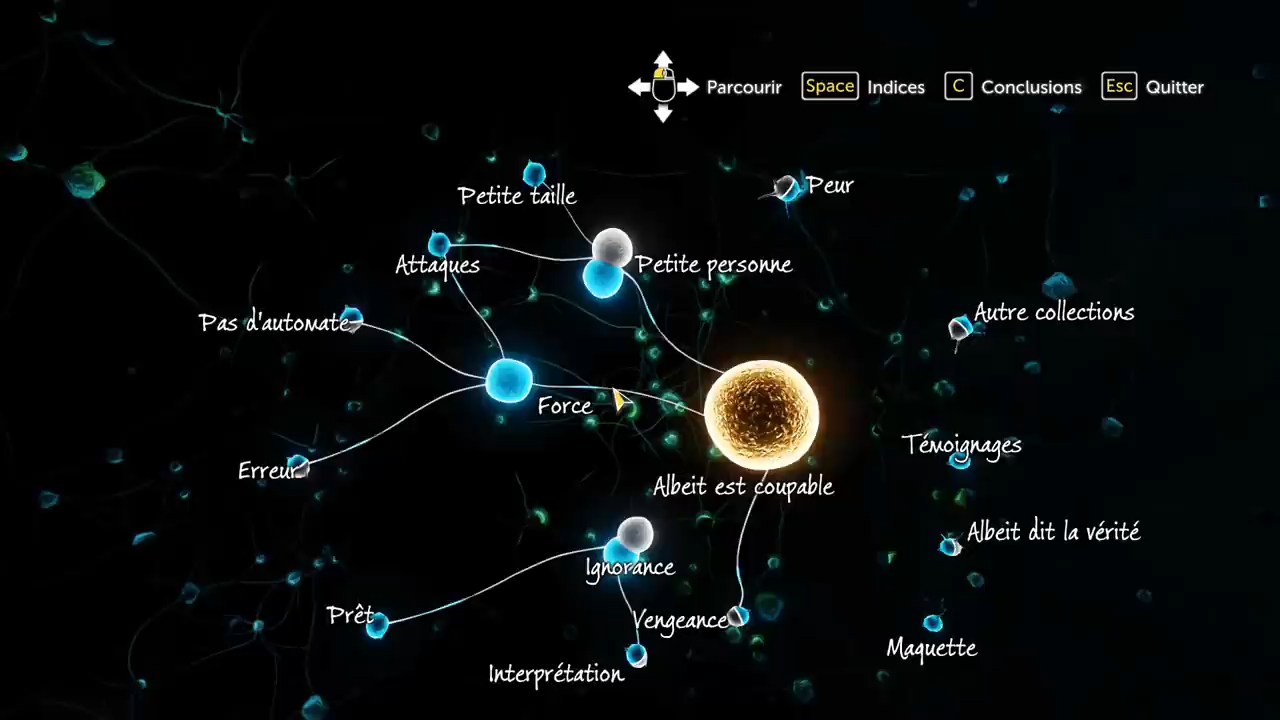 Parcourir Space Indices C Conclusions Esc Quitter
Petite taille
Peur
Attaques
Petite personne
Pas d'automate
Autre collections
Force
Témoignages
Erreur
Albeit est coupable
Albeit dit la vérité
Ignorance
Prêt
Vengeance
Maquette
Interprétation